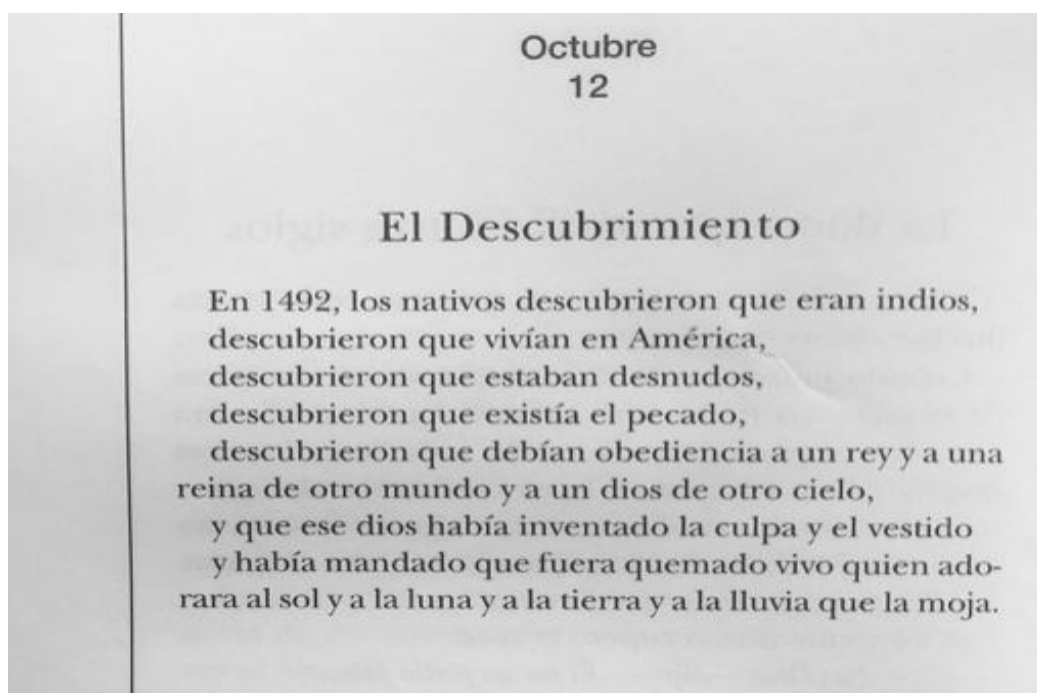 Octubre
12
El Descubrimiento
En 1492, los nativos descubrieron que eran indios,
descubrieron que vivían en América,
descubrieron que estaban desnudos,
descubrieron que existía el pecado,
descubrieron que debían obediencia a un rey y a una
reina de otro mundo y a un dios de otro cielo,
y que ese dios había inventado la culpa y el vestido
y había mandado que fuera quemado vivo quien ado-
rara al sol y a la luna y a la tierra y a la lluvia que la moja.